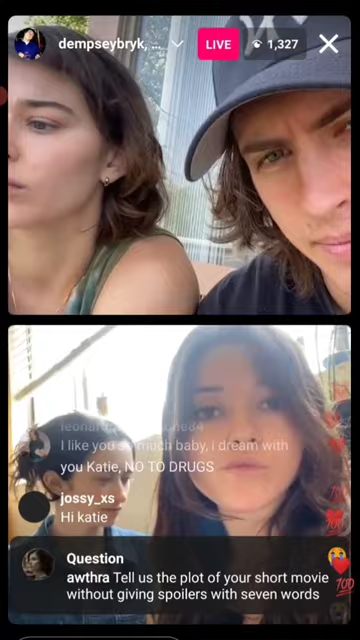 dempseybryk, ...
LIVE
1,327
I like you so much baby, i dream with
you Katie, NO TO DRUGS
jossy_xs
Hi katie
Question
awthra Tell us the plot of your short movie
without giving spoilers with seven words
💯